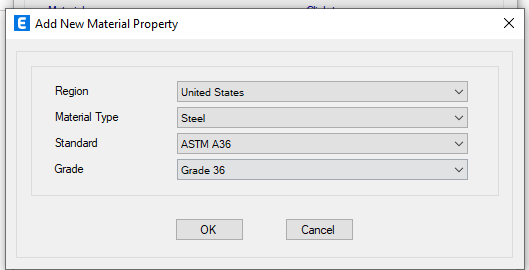 E Add New Material Property
Region United States
Material Type Steel
Standard ASTM A36
Grade Grade 36
OK Cancel